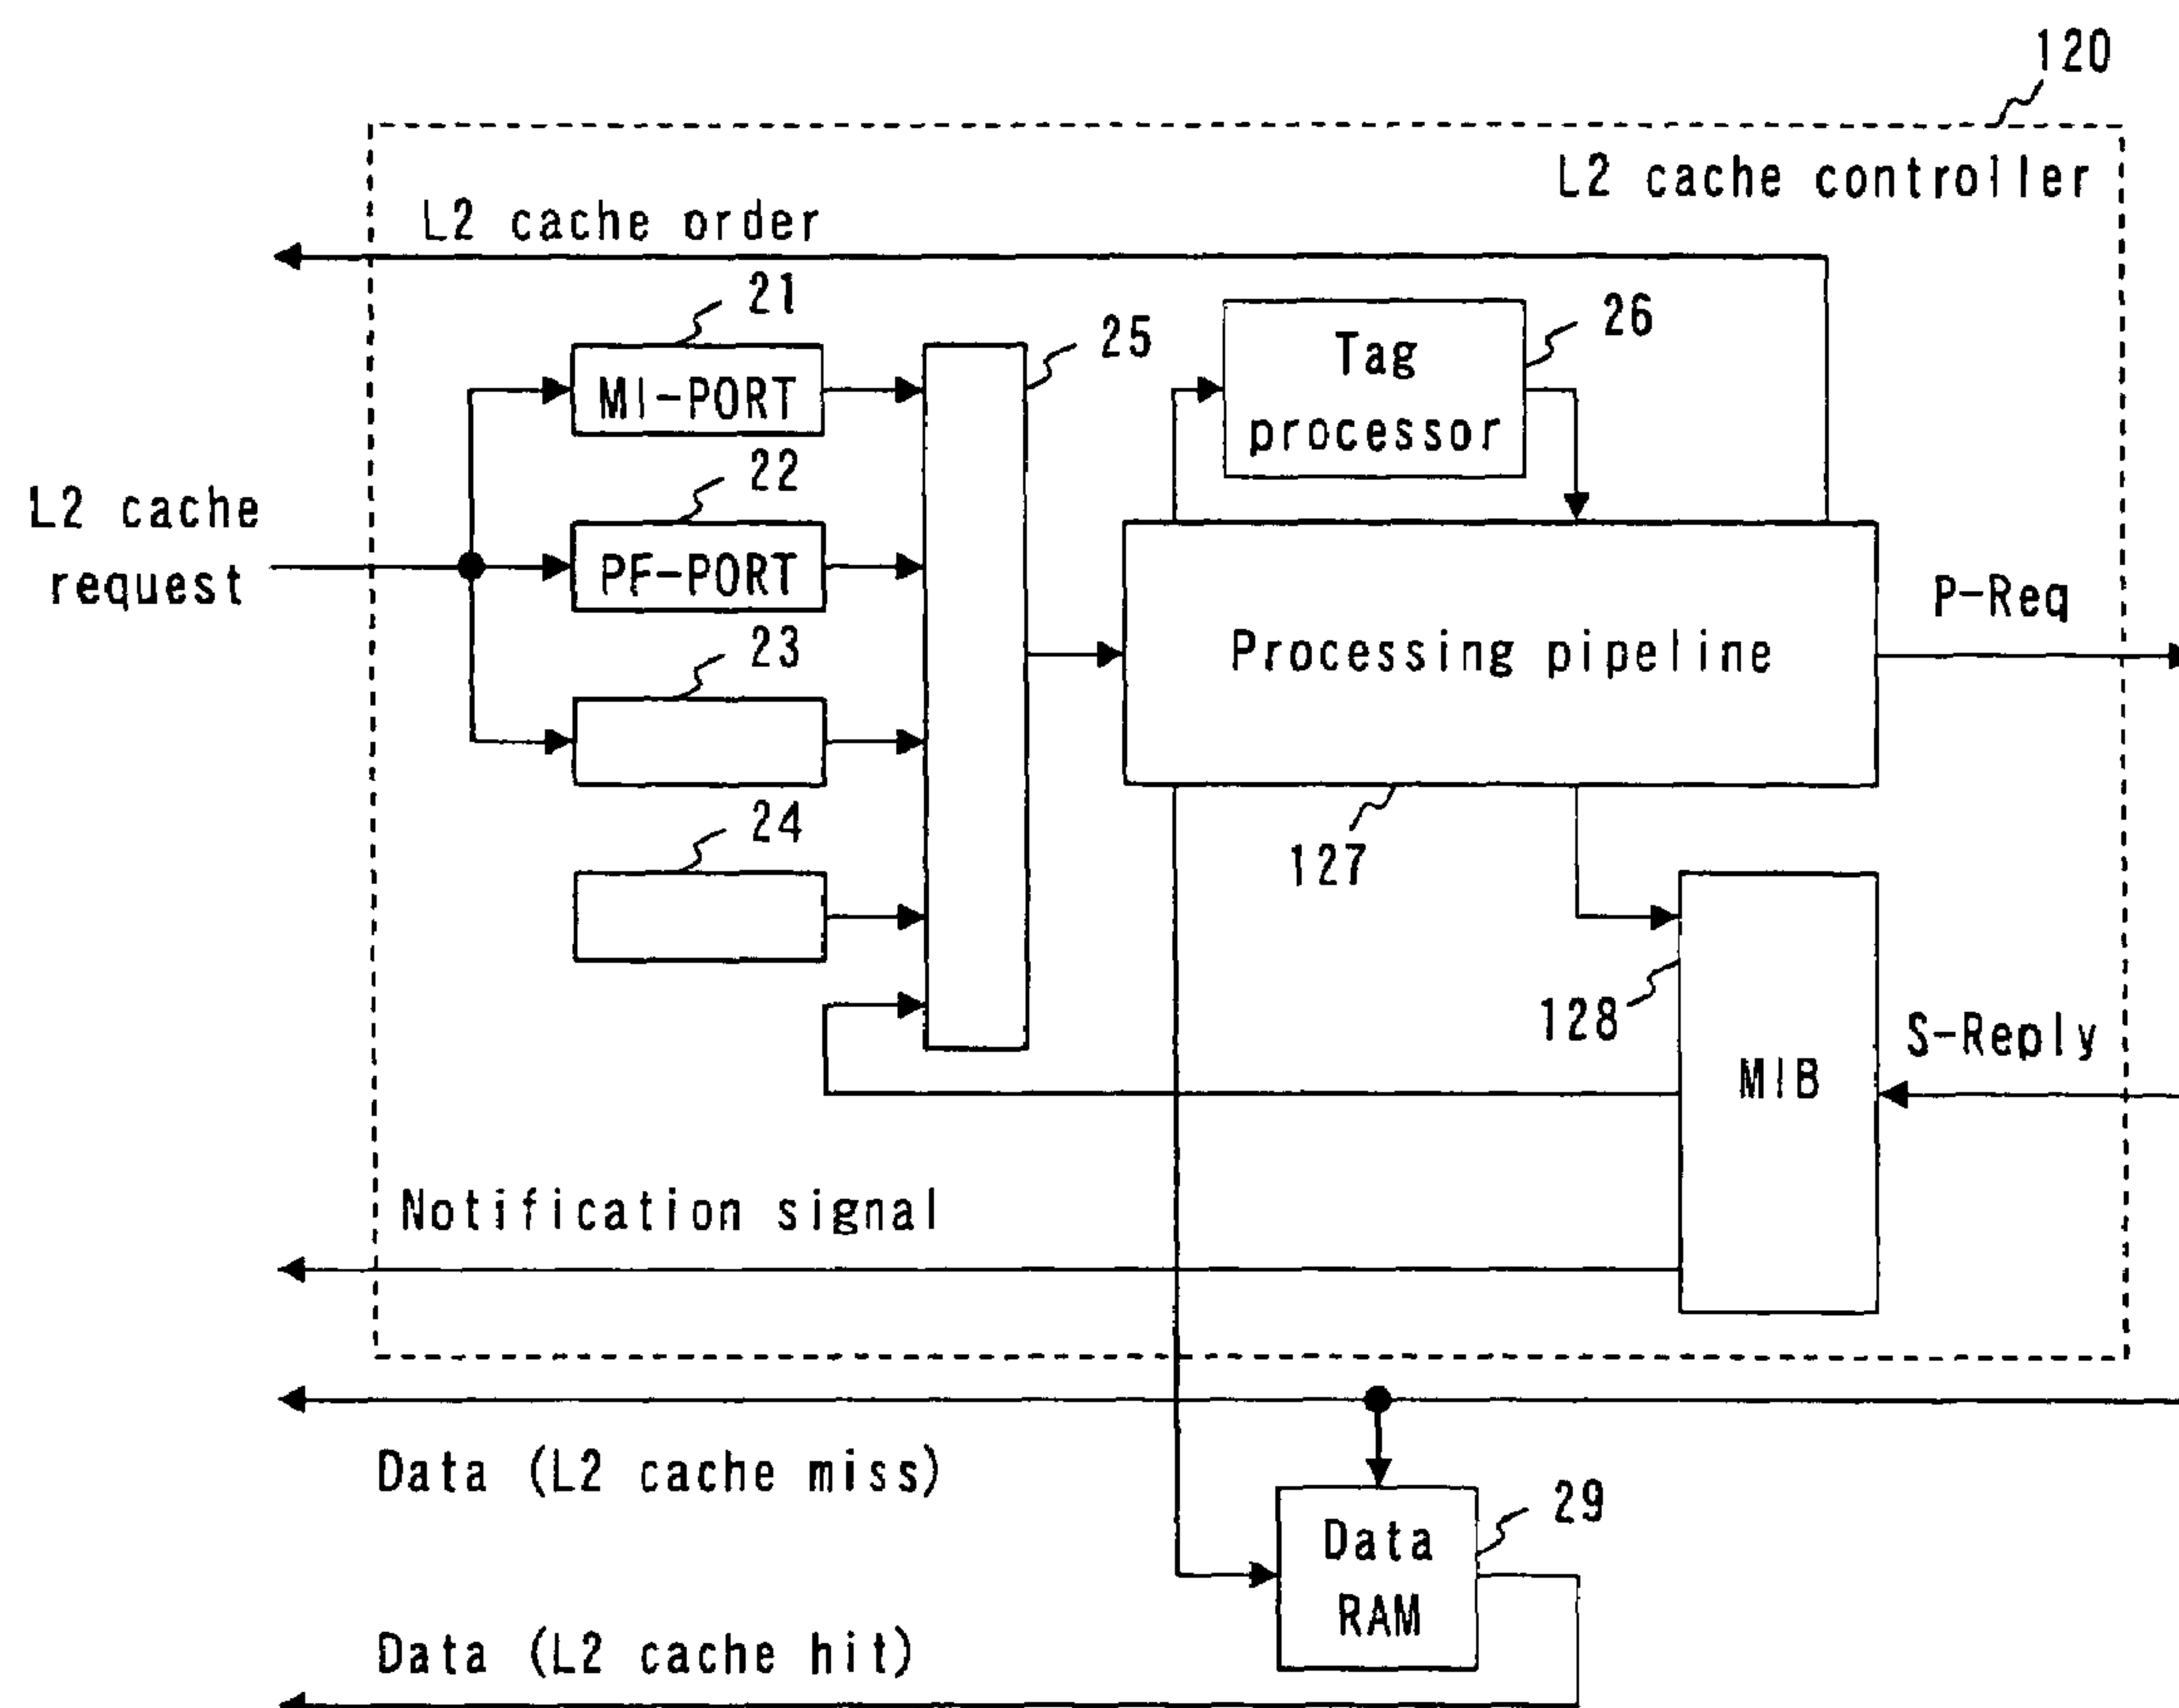 120
L2 cache controller
L2 cache order
21
MI-PORT
25
Tag
processor
26
22
PF-PORT
L2 cache
request
23
24
Processing pipeline
P-Req
127
128
MIB
S-Reply
Notification signal
Data (L2 cache miss)
29
Data
RAM
Data (L2 cache hit)